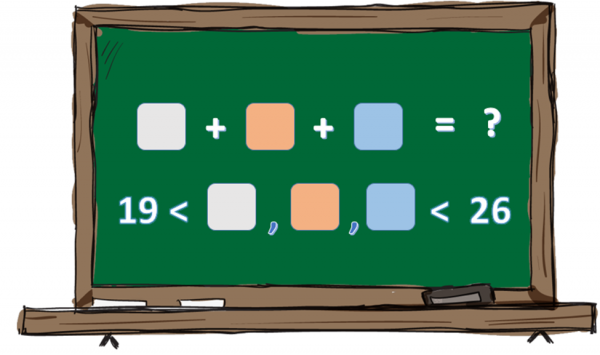 + + = ?
19 < , , < 26